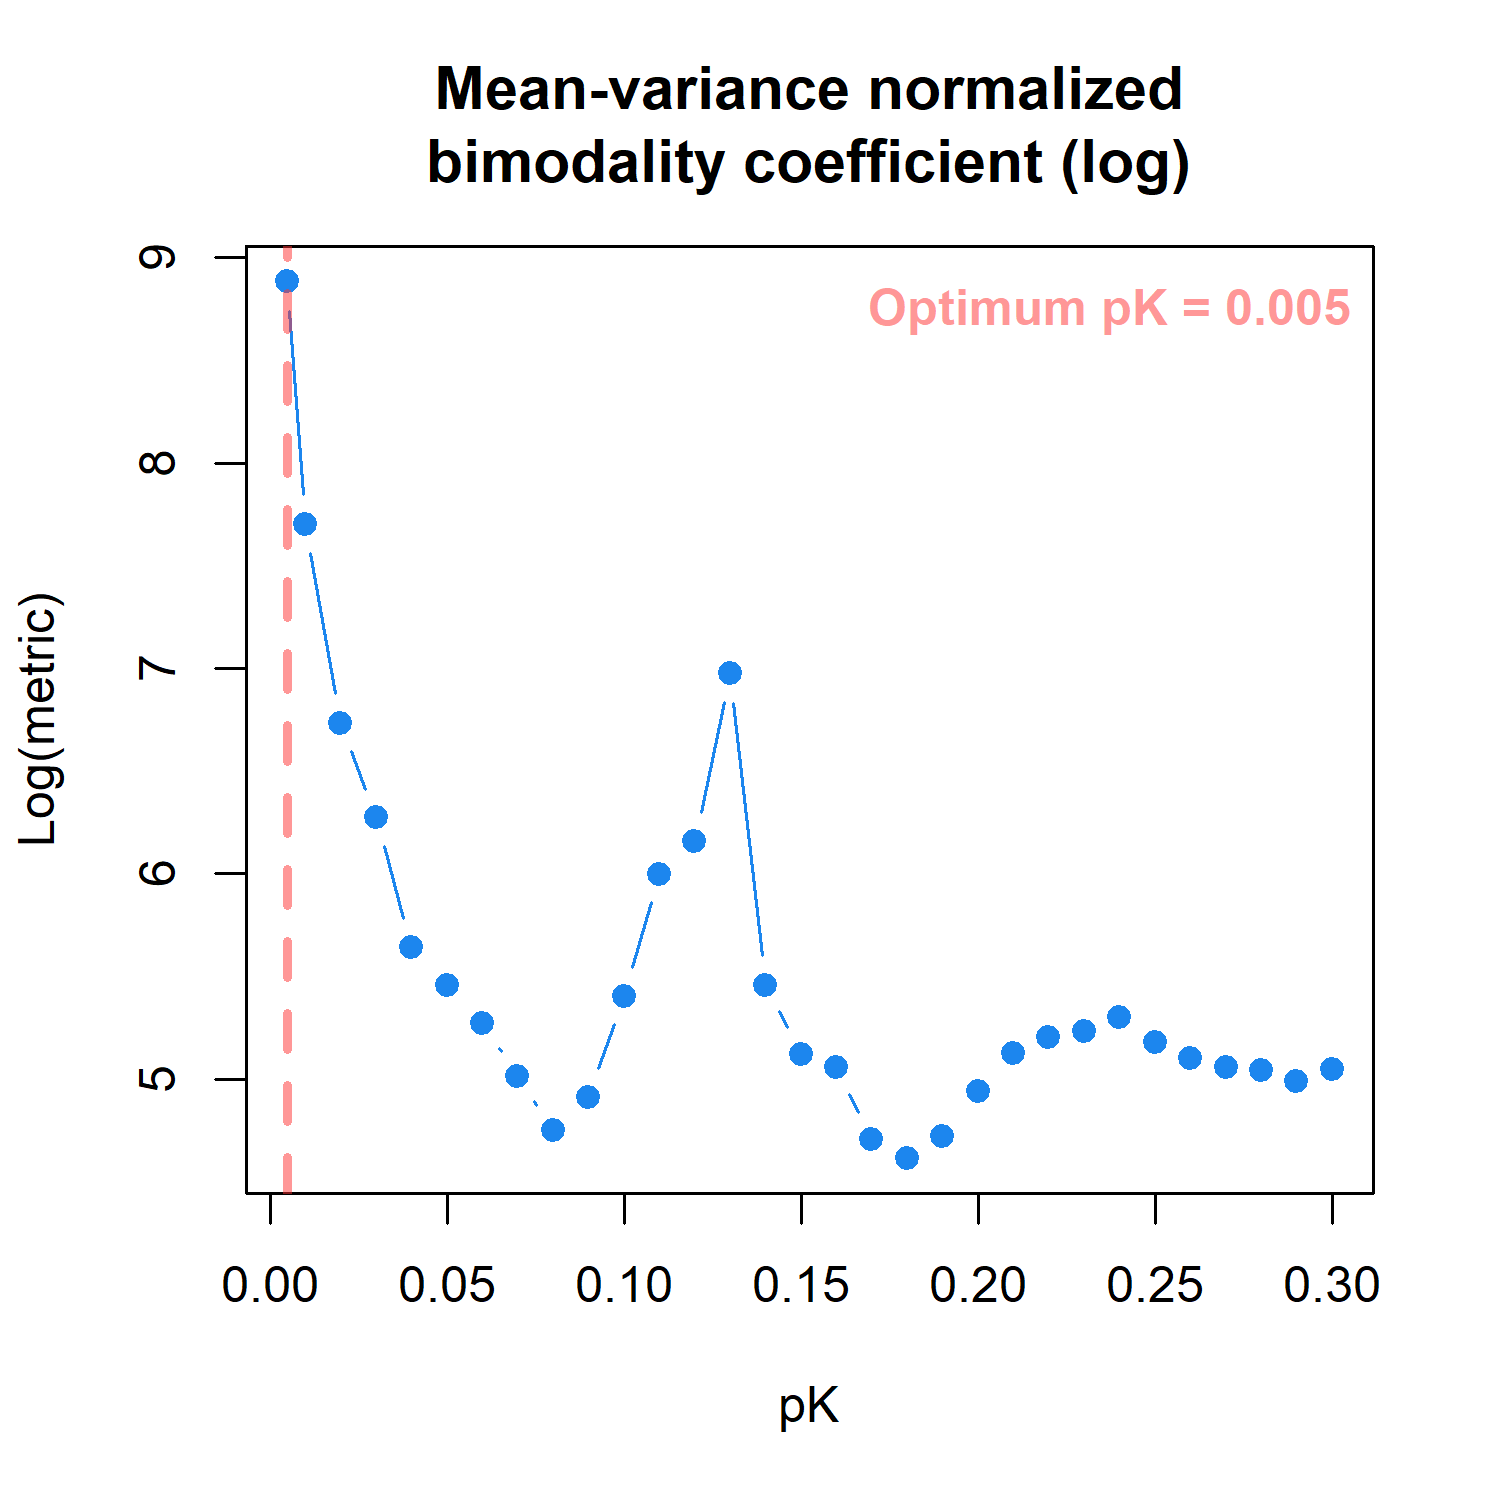 Mean-variance normalized
bimodality coefficient (log)
Optimum pK = 0.005
Log(metric)
9
8
7
6
5
0.00 0.05 0.10 0.15 0.20 0.25 0.30
pK